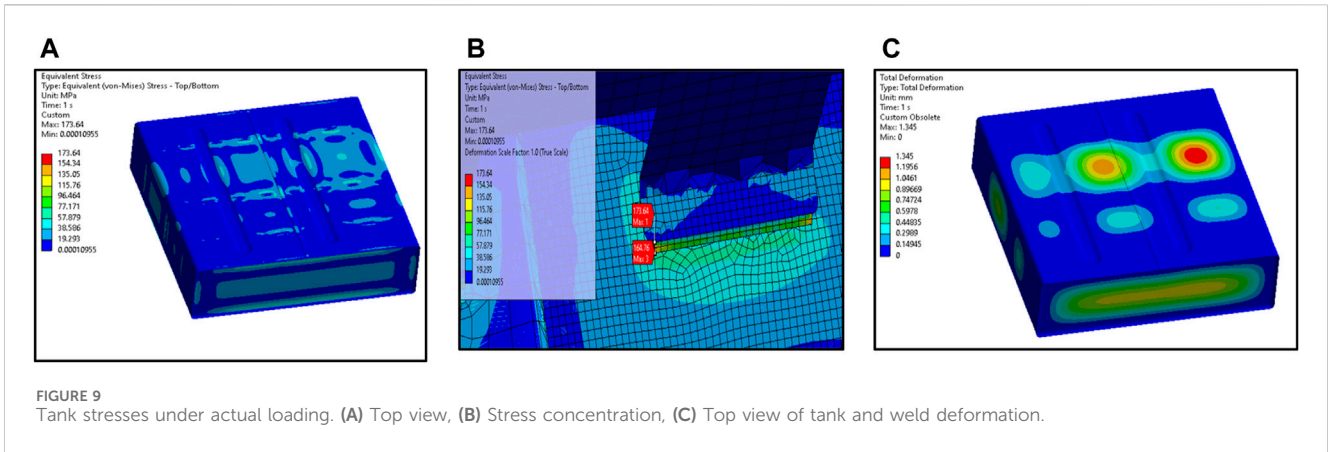 A
Equivalent Stress
Type: Equivalent (von-Mises) Stress - Top/Bottom
Unit: MPa
Time: 1 s
Custom
Max: 173.64
Min: 0.00010955
173.64
154.34
135.05
115.76
96.464
77.171
57.879
38.586
19.293
0.00010955
B
Equivalent Stress
Type: Equivalent (von-Mises) Stress - Top/Bottom
Unit: MPa
Time: 1 s
Custom
Max: 173.64
Min: 0.00010955
Deformation Scale Factor: 1.0 (True Scale)
173.64
154.34
135.05
115.76
96.464
77.171
57.879
38.586
19.293
0.00010955
173.64
Max 1
164.76
Max 3
C
Total Deformation
Type: Total Deformation
Unit: mm
Time: 1 s
Custom Obsolete
Max: 1.345
Min: 0
1.345
1.1956
1.0461
0.89669
0.74724
0.5978
0.44835
0.2989
0.14945
0
FIGURE 9
Tank stresses under actual loading. (A) Top view, (B) Stress concentration, (C) Top view of tank and weld deformation.